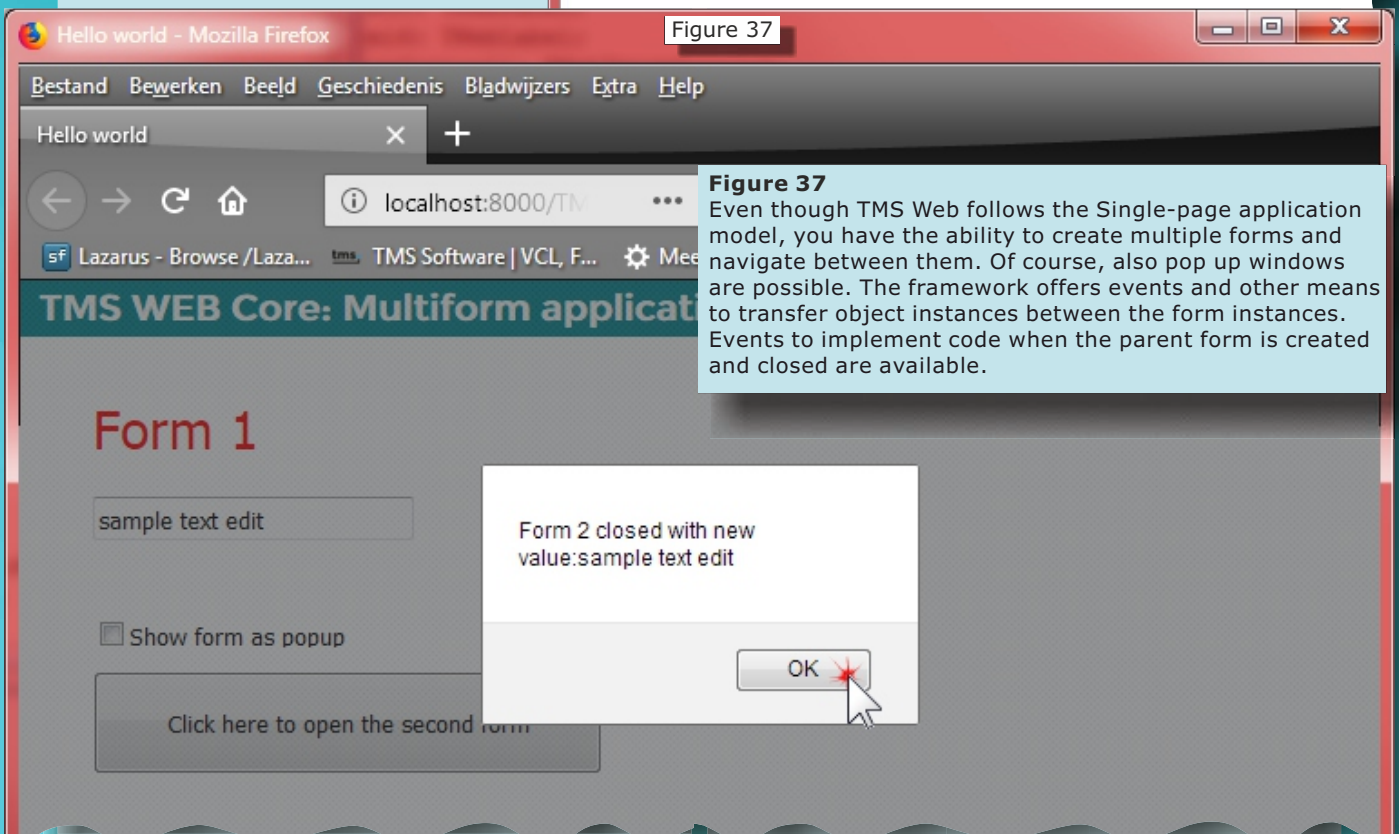 Hello world - Mozilla Firefox
Figure 37
Bestand Bewerken Beeld Geschiedenis Bladwijzers Extra Help
Hello world
localhost:8000/TM
sf Lazarus - Browse /Laza... tms TMS Software | VCL, F... Mee
Figure 37
Even though TMS Web follows the Single-page application
model, you have the ability to create multiple forms and
navigate between them. Of course, also pop up windows
are possible. The framework offers events and other means
to transfer object instances between the form instances.
Events to implement code when the parent form is created
and closed are available.
TMS WEB Core: Multiform applicati
Form 1
sample text edit
Form 2 closed with new
value:sample text edit
Show form as popup
OK
Click here to open the second form